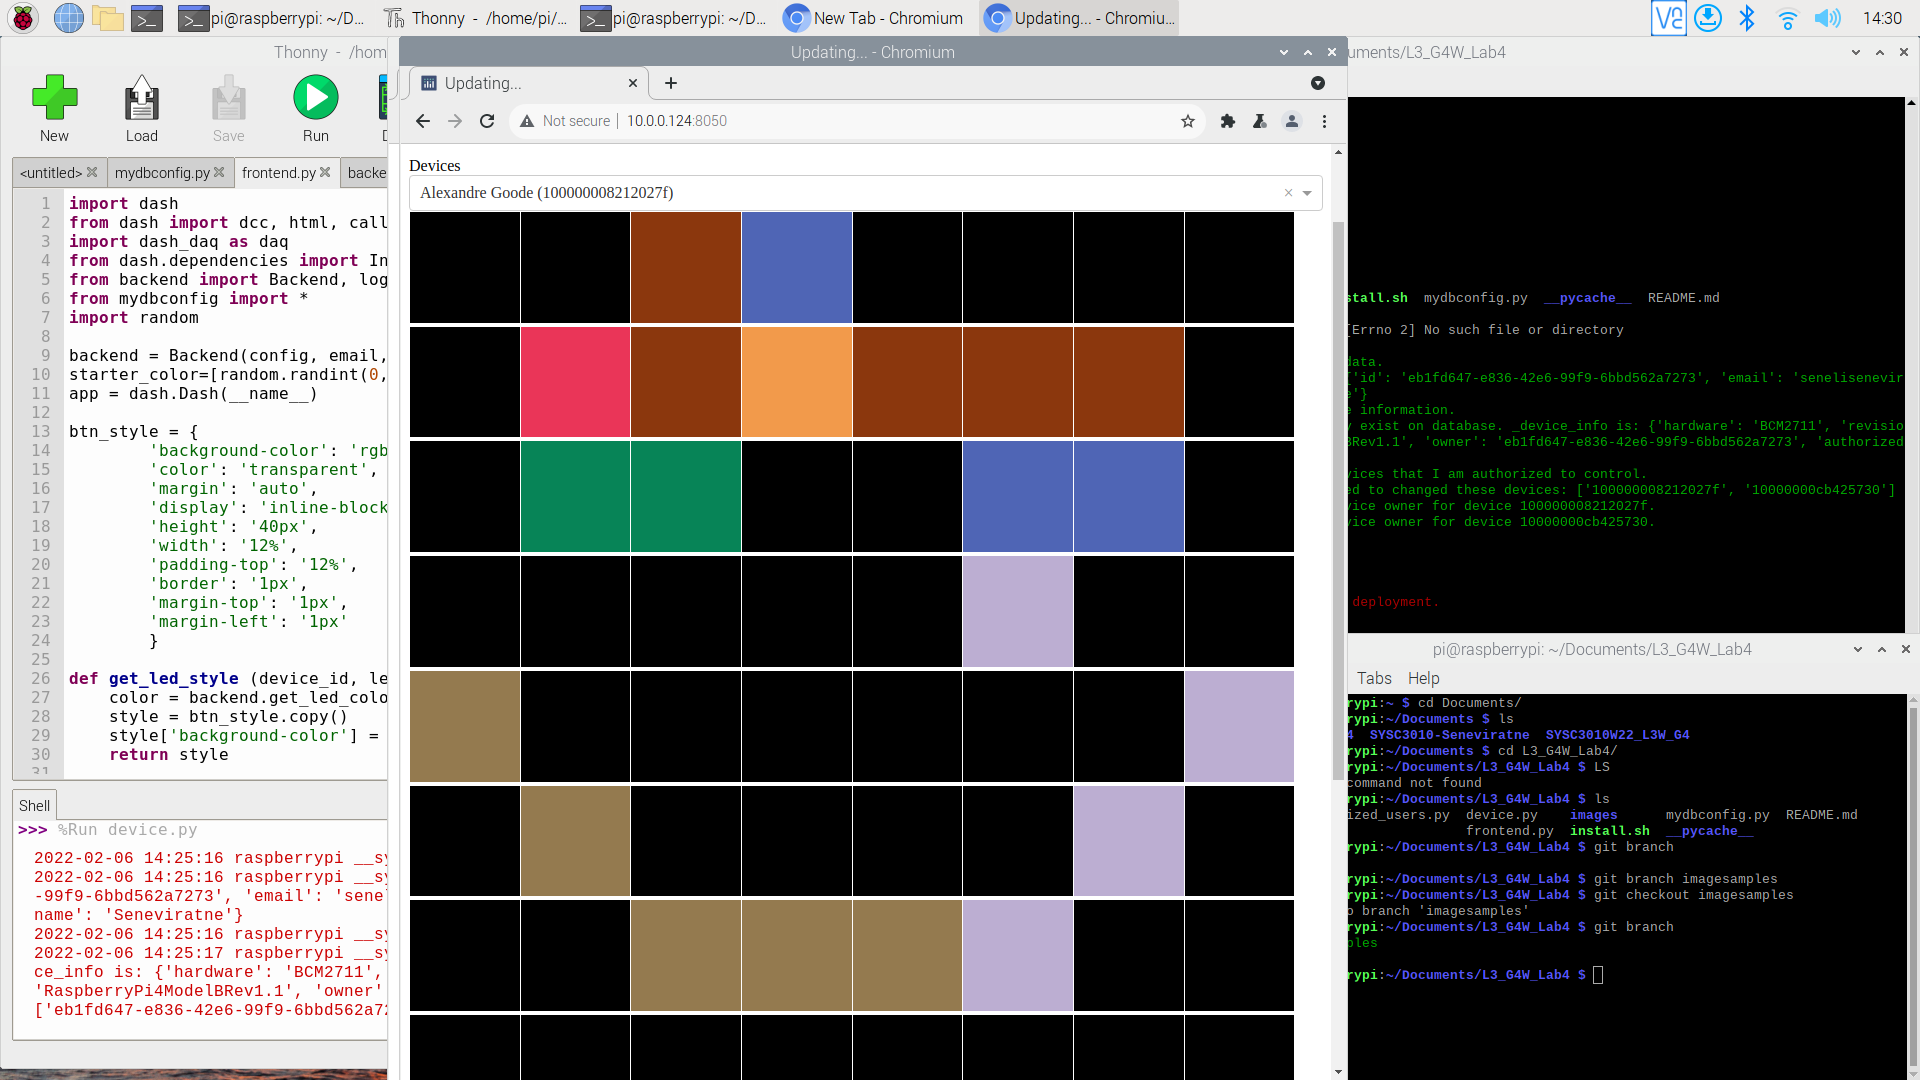 pi@raspberrypi: ~/D...
Thonny  -  /home/pi/...
pi@raspberrypi: ~/D...
New Tab - Chromium
Updating... - Chromiu...
14:30
Thonny  -  /hom
New
Load
Save
Run
<untitled>
mydbconfig.py
frontend.py
backe
1 import dash
2 from dash import dcc, html, call
3 import dash_daq as daq
4 from dash.dependencies import In
5 from backend import Backend, log
6 from mydbconfig import *
7 import random
8
9 backend = Backend(config, email,
10 starter_color=[random.randint(0,
11 app = dash.Dash(__name__)
12
13 btn_style = {
14         'background-color': 'rgb
15         'color': 'transparent',
16         'margin': 'auto',
17         'display': 'inline-block
18         'height': '40px',
19         'width': '12%',
20         'padding-top': '12%',
21         'border': '1px',
22         'margin-top': '1px',
23         'margin-left': '1px'
24         }
25
26 def get_led_style (device_id, le
27     color = backend.get_led_colo
28     style = btn_style.copy()
29     style['background-color'] =
30     return style
31
Shell
>>> %Run device.py
2022-02-06 14:25:16 raspberrypi __sy
2022-02-06 14:25:16 raspberrypi __sy
-99f9-6bbd562a7273', 'email': 'sene
name': 'Seneviratne'}
2022-02-06 14:25:16 raspberrypi __sy
2022-02-06 14:25:17 raspberrypi __sy
ce_info is: {'hardware': 'BCM2711',
'RaspberryPi4ModelBRev1.1', 'owner'
['eb1fd647-e836-42e6-99f9-6bbd562a72
Updating... - Chromium
Updating...
Not secure | 10.0.0.124:8050
Devices
Alexandre Goode (100000008212027f)
uments/L3_G4W_Lab4
stall.sh  mydbconfig.py  __pycache__  README.md
[Errno 2] No such file or directory
data.
{'id': 'eb1fd647-e836-42e6-99f9-6bbd562a7273', 'email': 'senelisenevir
e'}
e information.
y exist on database. _device_info is: {'hardware': 'BCM2711', 'revisio
BRev1.1', 'owner': 'eb1fd647-e836-42e6-99f9-6bbd562a7273', 'authorized
vices that I am authorized to control.
ed to changed these devices: ['100000008212027f', '10000000cb425730']
vice owner for device 100000008212027f.
vice owner for device 10000000cb425730.
deployment.
pi@raspberrypi: ~/Documents/L3_G4W_Lab4
Tabs  Help
rypi:~ $ cd Documents/
rypi:~/Documents $ ls
4  SYSC3010-Seneviratne  SYSC3010W22_L3W_G4
rypi:~/Documents $ cd L3_G4W_Lab4/
rypi:~/Documents/L3_G4W_Lab4 $ LS
command not found
rypi:~/Documents/L3_G4W_Lab4 $ ls
ized_users.py  device.py    images      mydbconfig.py  README.md
frontend.py  install.sh  __pycache__
rypi:~/Documents/L3_G4W_Lab4 $ git branch
rypi:~/Documents/L3_G4W_Lab4 $ git branch imagesamples
rypi:~/Documents/L3_G4W_Lab4 $ git checkout imagesamples
o branch 'imagesamples'
rypi:~/Documents/L3_G4W_Lab4 $ git branch
ples
rypi:~/Documents/L3_G4W_Lab4 $